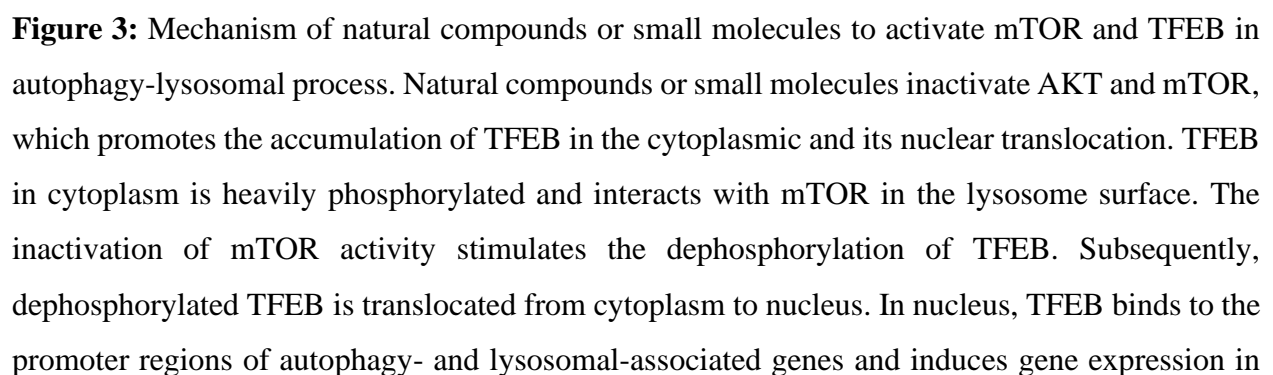 Figure 3: Mechanism of natural compounds or small molecules to activate mTOR and TFEB in
autophagy-lysosomal process. Natural compounds or small molecules inactivate AKT and mTOR,
which promotes the accumulation of TFEB in the cytoplasmic and its nuclear translocation. TFEB
in cytoplasm is heavily phosphorylated and interacts with mTOR in the lysosome surface. The
inactivation of mTOR activity stimulates the dephosphorylation of TFEB. Subsequently,
dephosphorylated TFEB is translocated from cytoplasm to nucleus. In nucleus, TFEB binds to the
promoter regions of autophagy- and lysosomal-associated genes and induces gene expression in